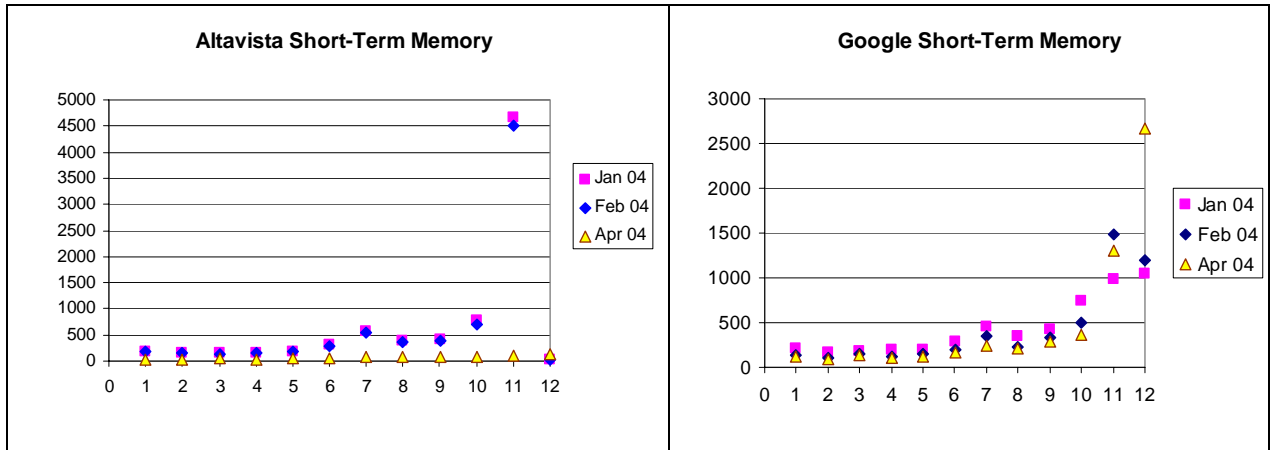 Altavista Short-Term Memory
5000
4500
4000
3500
3000
2500
2000
1500
1000
500
0
0 1 2 3 4 5 6 7 8 9 10 11 12
Jan 04
Feb 04
Apr 04
Google Short-Term Memory
3000
2500
2000
1500
1000
500
0
0 1 2 3 4 5 6 7 8 9 10 11 12
Jan 04
Feb 04
Apr 04